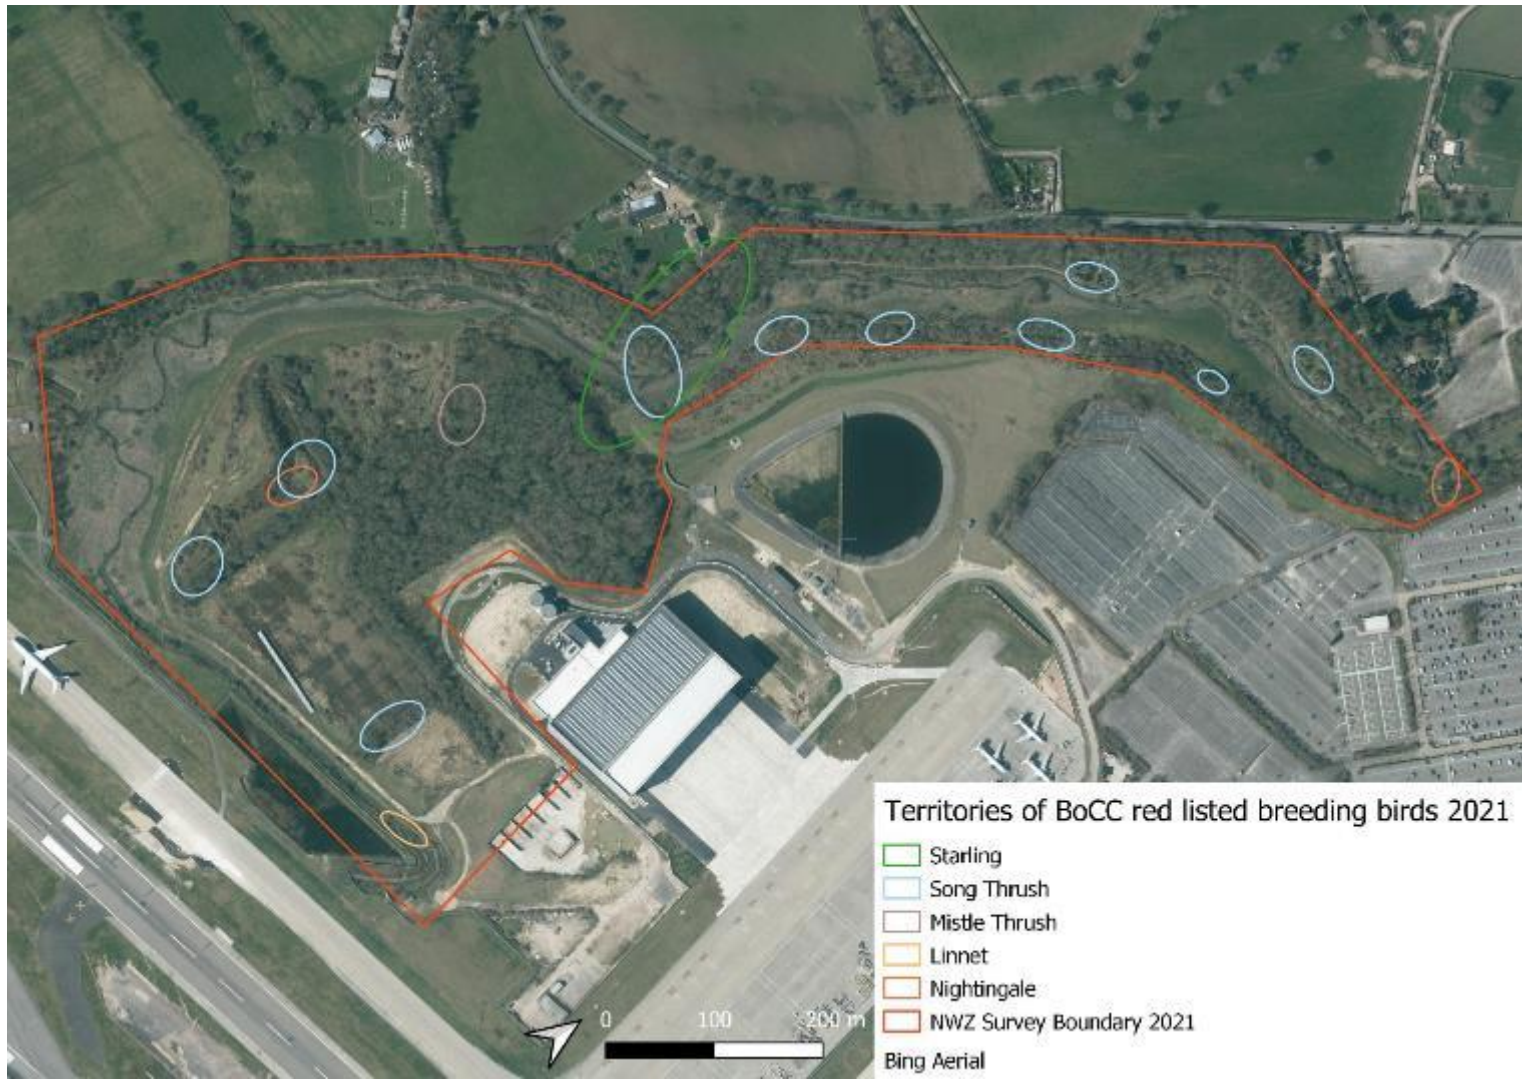 Territories of BoCC red listed breeding birds 2021
Starling
Song Thrush
Mistle Thrush
Linnet
Nightingale
NWZ Survey Boundary 2021
Bing Aerial
0 100 200 m